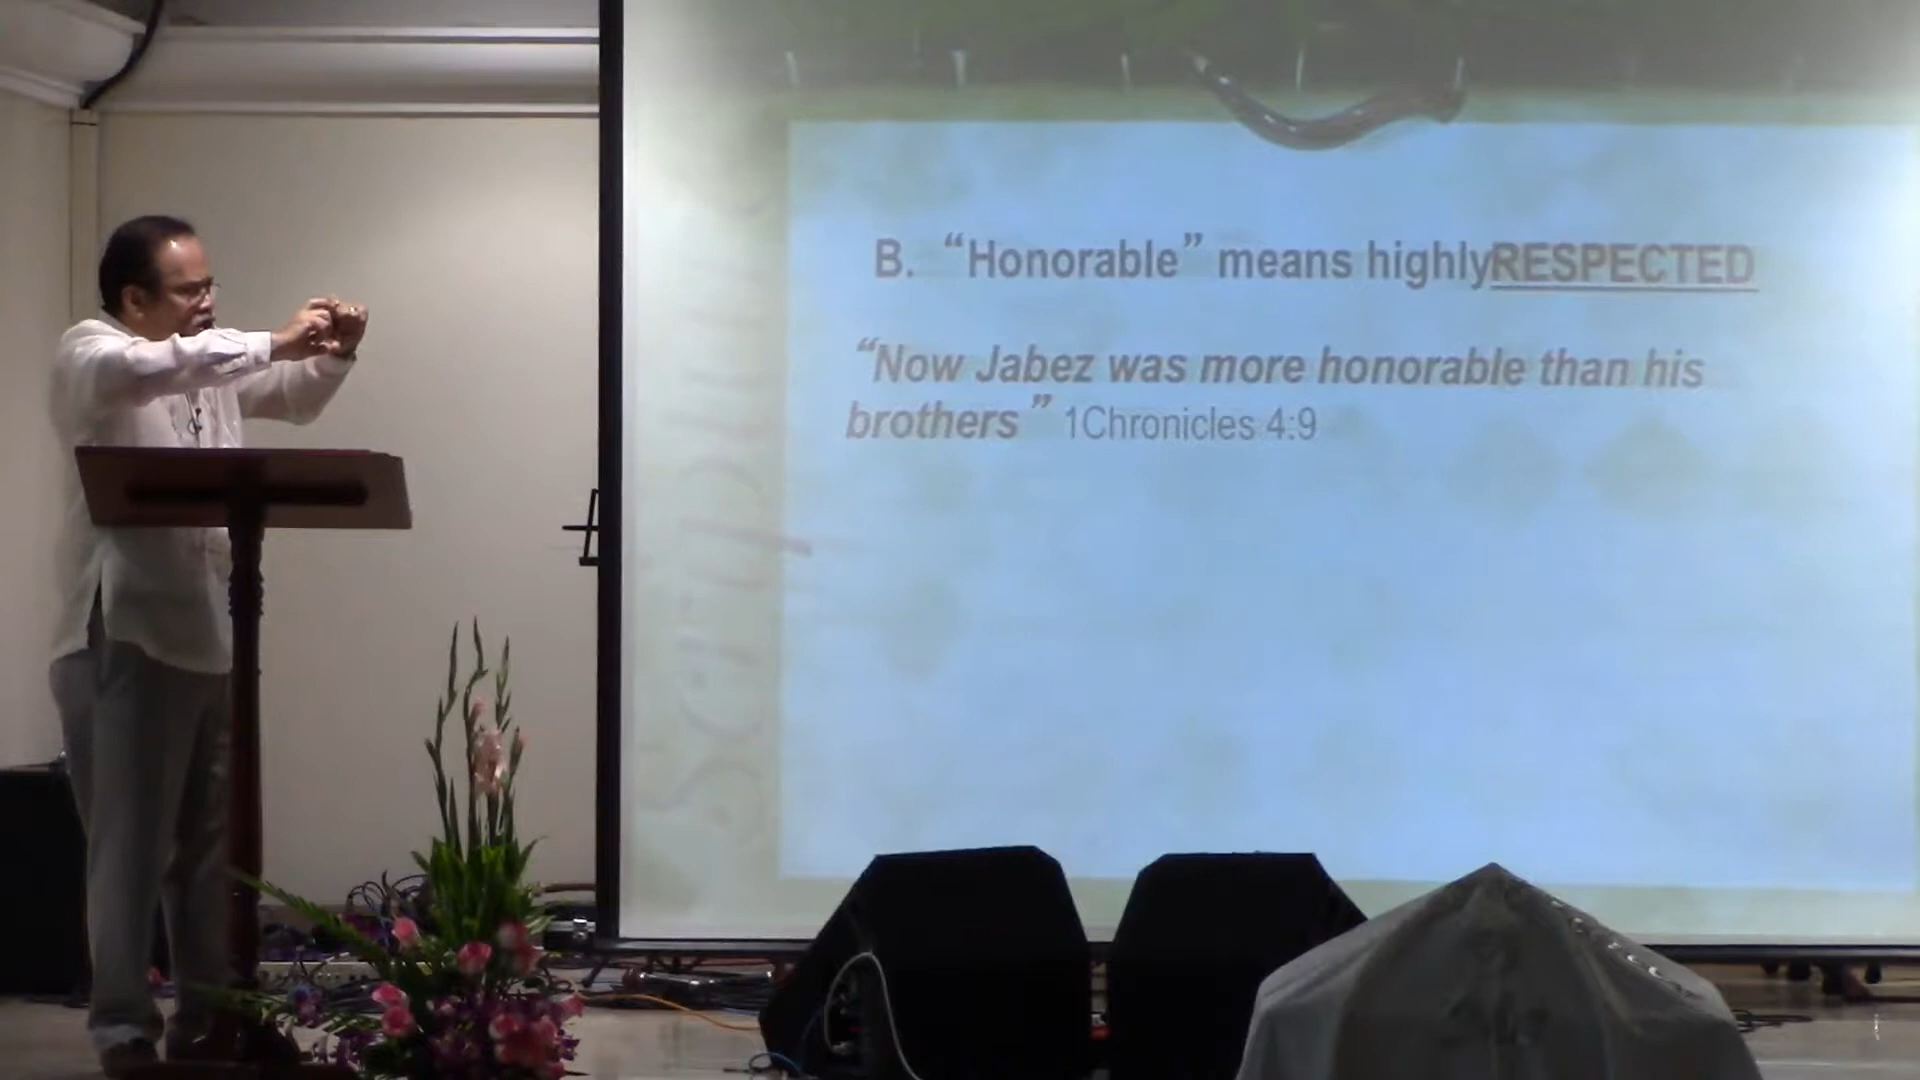 B. “Honorable” means highlyRESPECTED
“Now Jabez was more honorable than his
brothers” 1Chronicles 4:9